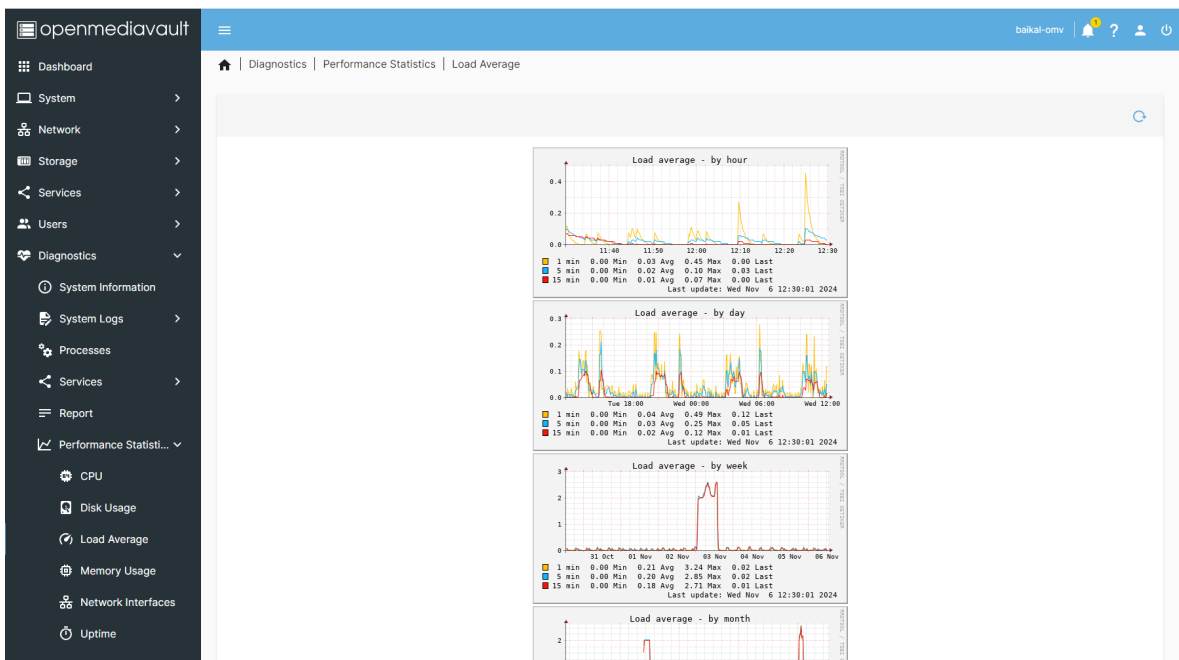 openmediavault
baikal-omv
1
?
Dashboard
System
Network
Storage
Services
Users
Diagnostics
System Information
System Logs
Processes
Services
Report
Performance Statisti...
CPU
Disk Usage
Load Average
Memory Usage
Network Interfaces
Uptime
Diagnostics | Performance Statistics | Load Average
Load average - by hour
RRDTOOL / TOBI OETIKER
0.4
0.2
0.0
11:40 11:50 12:00 12:10 12:20 12:30
1 min 0.00 Min 0.03 Avg 0.45 Max 0.00 Last
5 min 0.00 Min 0.02 Avg 0.10 Max 0.03 Last
15 min 0.00 Min 0.01 Avg 0.07 Max 0.00 Last
Last update: Wed Nov 6 12:30:01 2024
Load average - by day
RRDTOOL / TOBI OETIKER
0.3
0.2
0.1
0.0
Tue 18:00 Wed 00:00 Wed 06:00 Wed 12:00
1 min 0.00 Min 0.04 Avg 0.49 Max 0.12 Last
5 min 0.00 Min 0.03 Avg 0.25 Max 0.05 Last
15 min 0.00 Min 0.02 Avg 0.12 Max 0.01 Last
Last update: Wed Nov 6 12:30:01 2024
Load average - by week
RRDTOOL / TOBI OETIKER
3
2
1
0
31 Oct 01 Nov 02 Nov 03 Nov 04 Nov 05 Nov 06 Nov
1 min 0.00 Min 0.21 Avg 3.24 Max 0.02 Last
5 min 0.00 Min 0.20 Avg 2.85 Max 0.02 Last
15 min 0.00 Min 0.18 Avg 2.71 Max 0.01 Last
Last update: Wed Nov 6 12:30:01 2024
Load average - by month
RRDTOOL / TOBI
2